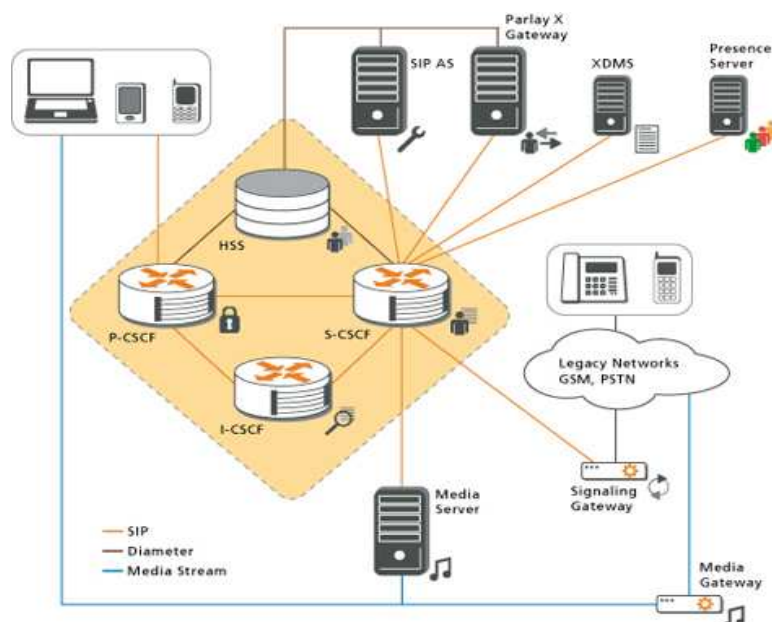 Parlay X
Gateway
SIP AS
XDMS
Presence
Server
HSS
P-CSCF
S-CSCF
I-CSCF
Legacy Networks
GSM, PSTN
Signaling
Gateway
Media
Server
SIP
Diameter
Media Stream
Media
Gateway